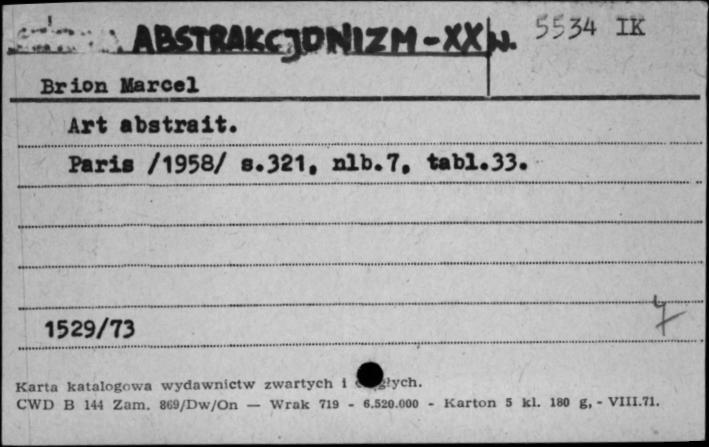 ABSTRAKCJONIZM - XX w. 5534 IK
Brion Marcel
Art abstrait.
Paris /1958/ s.321, nlb.7, tabl.33.
1529/73
Karta katalogowa wydawnictw zwartych i
CWD B 144 Zam. 869/Dw/On — Wrak 719 - 6.520.000 - Karton 5 kl. 180 g, - VIII.71.